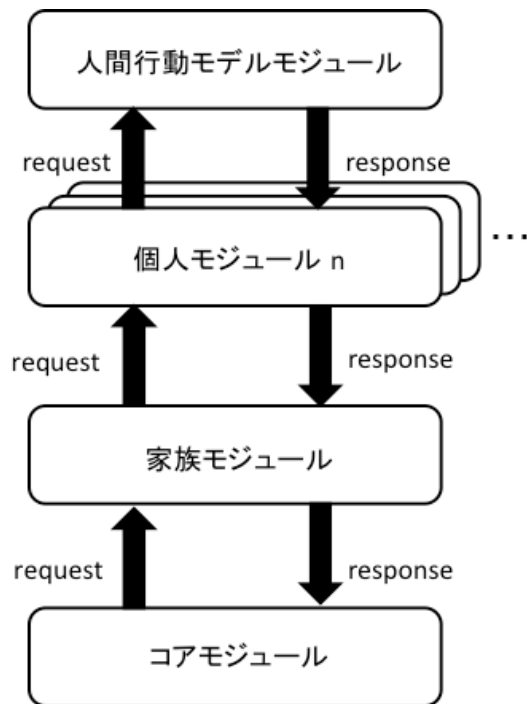 人間行動モデルモジュール
request
response
個人モジュール n
...
request
response
家族モジュール
request
response
コアモジュール